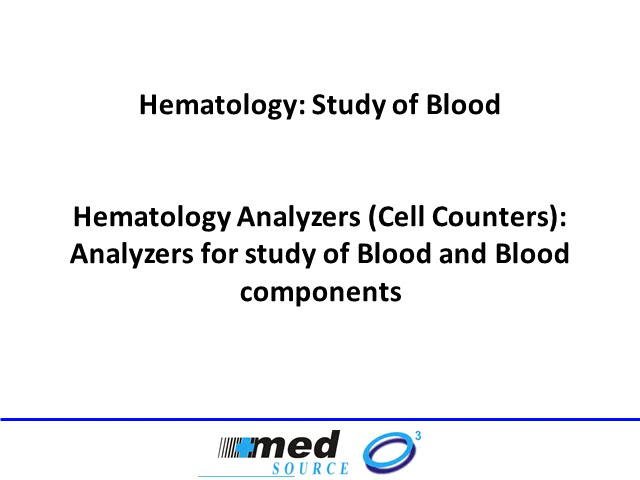 Hematology: Study of Blood
Hematology Analyzers (Cell Counters):
Analyzers for study of Blood and Blood
components
med
SOURCE
3